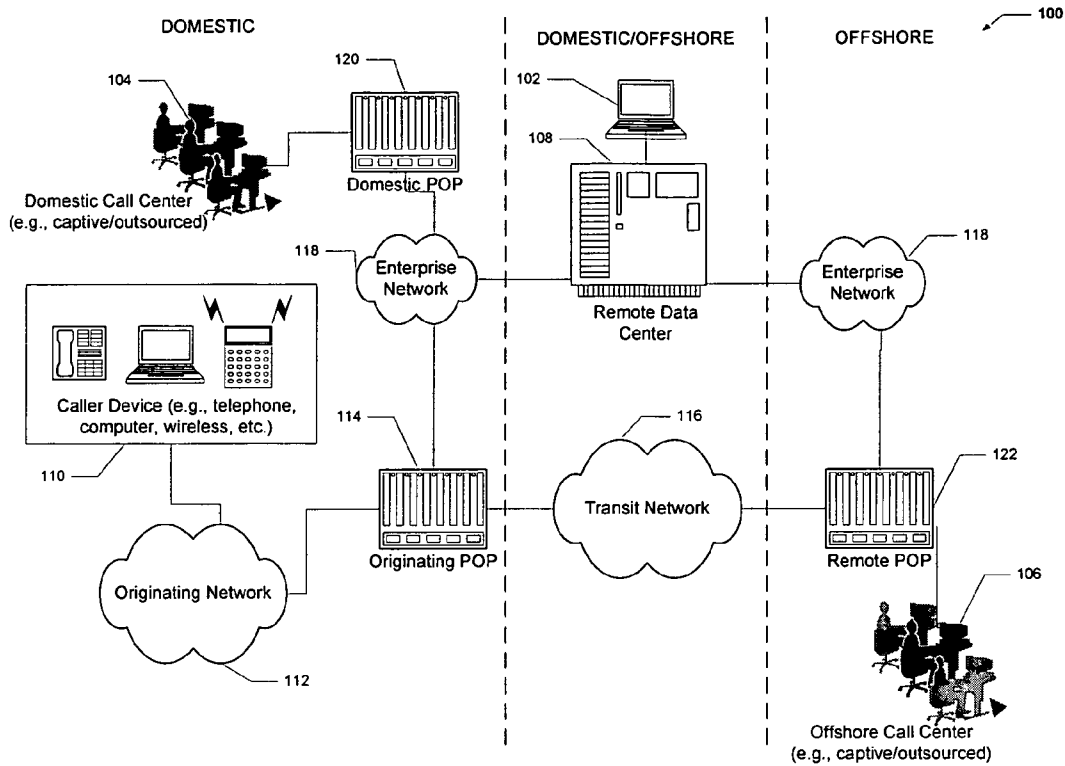 100
DOMESTIC
DOMESTIC/OFFSHORE
OFFSHORE
120
104
Domestic POP
Domestic Call Center
(e.g., captive/outsourced)
102
108
Remote Data
Center
118
Enterprise
Network
118
Enterprise
Network
Caller Device (e.g., telephone,
computer, wireless, etc.)
110
114
Originating POP
116
Transit Network
122
Remote POP
Originating Network
112
106
Offshore Call Center
(e.g., captive/outsourced)